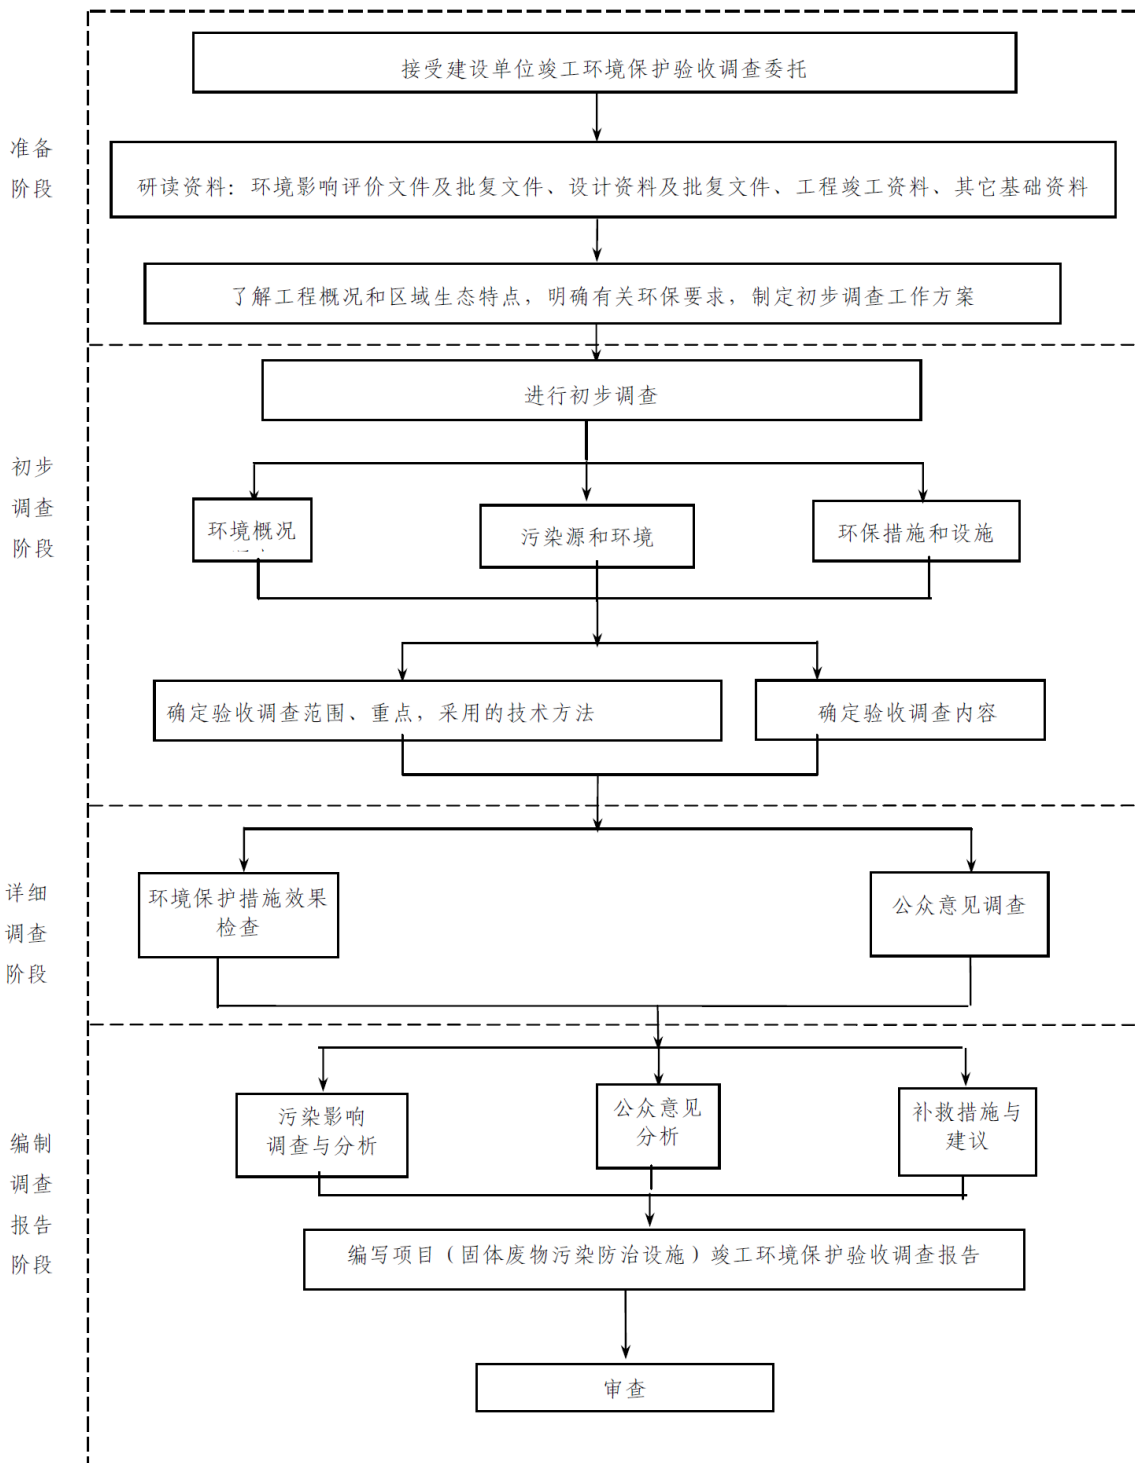 接受建设单位竣工环境保护验收调查委托
准备
阶段
研读资料：环境影响评价文件及批复文件、设计资料及批复文件、工程竣工资料、其它基础资料
了解工程概况和区域生态特点，明确有关环保要求，制定初步调查工作方案
进行初步调查
初步
调查
阶段
环境概况
污染源和环境
环保措施和设施
确定验收调查范围、重点，采用的技术方法
确定验收调查内容
详细
调查
阶段
环境保护措施效果
检查
公众意见调查
编制
调查
报告
阶段
污染影响
调查与分析
公众意见
分析
补救措施与
建议
编写项目（固体废物污染防治设施）竣工环境保护验收调查报告
审查